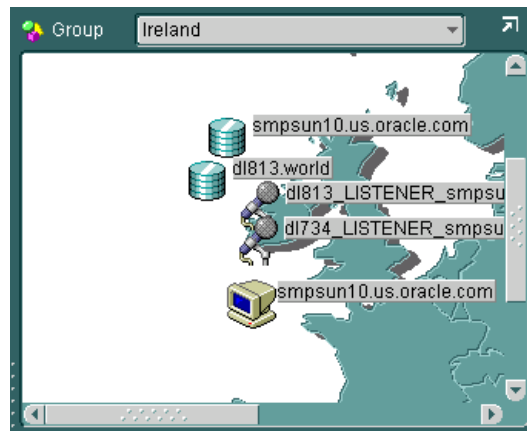 Group Ireland
smpsun10.us.oracle.com
dl813.world
dl813_LISTENER_smpsu
dl734_LISTENER_smpsu
smpsun10.us.oracle.com